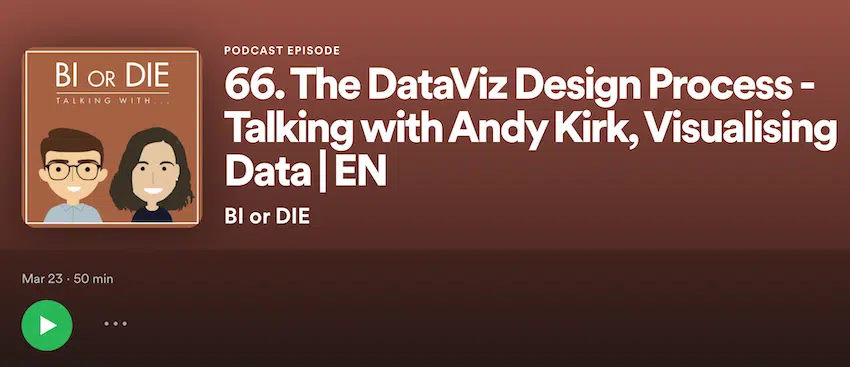 BI OR DIE
TALKING WITH...
PODCAST EPISODE
66. The DataViz Design Process -
Talking with Andy Kirk, Visualising
Data | EN
BI or DIE
Mar 23 · 50 min